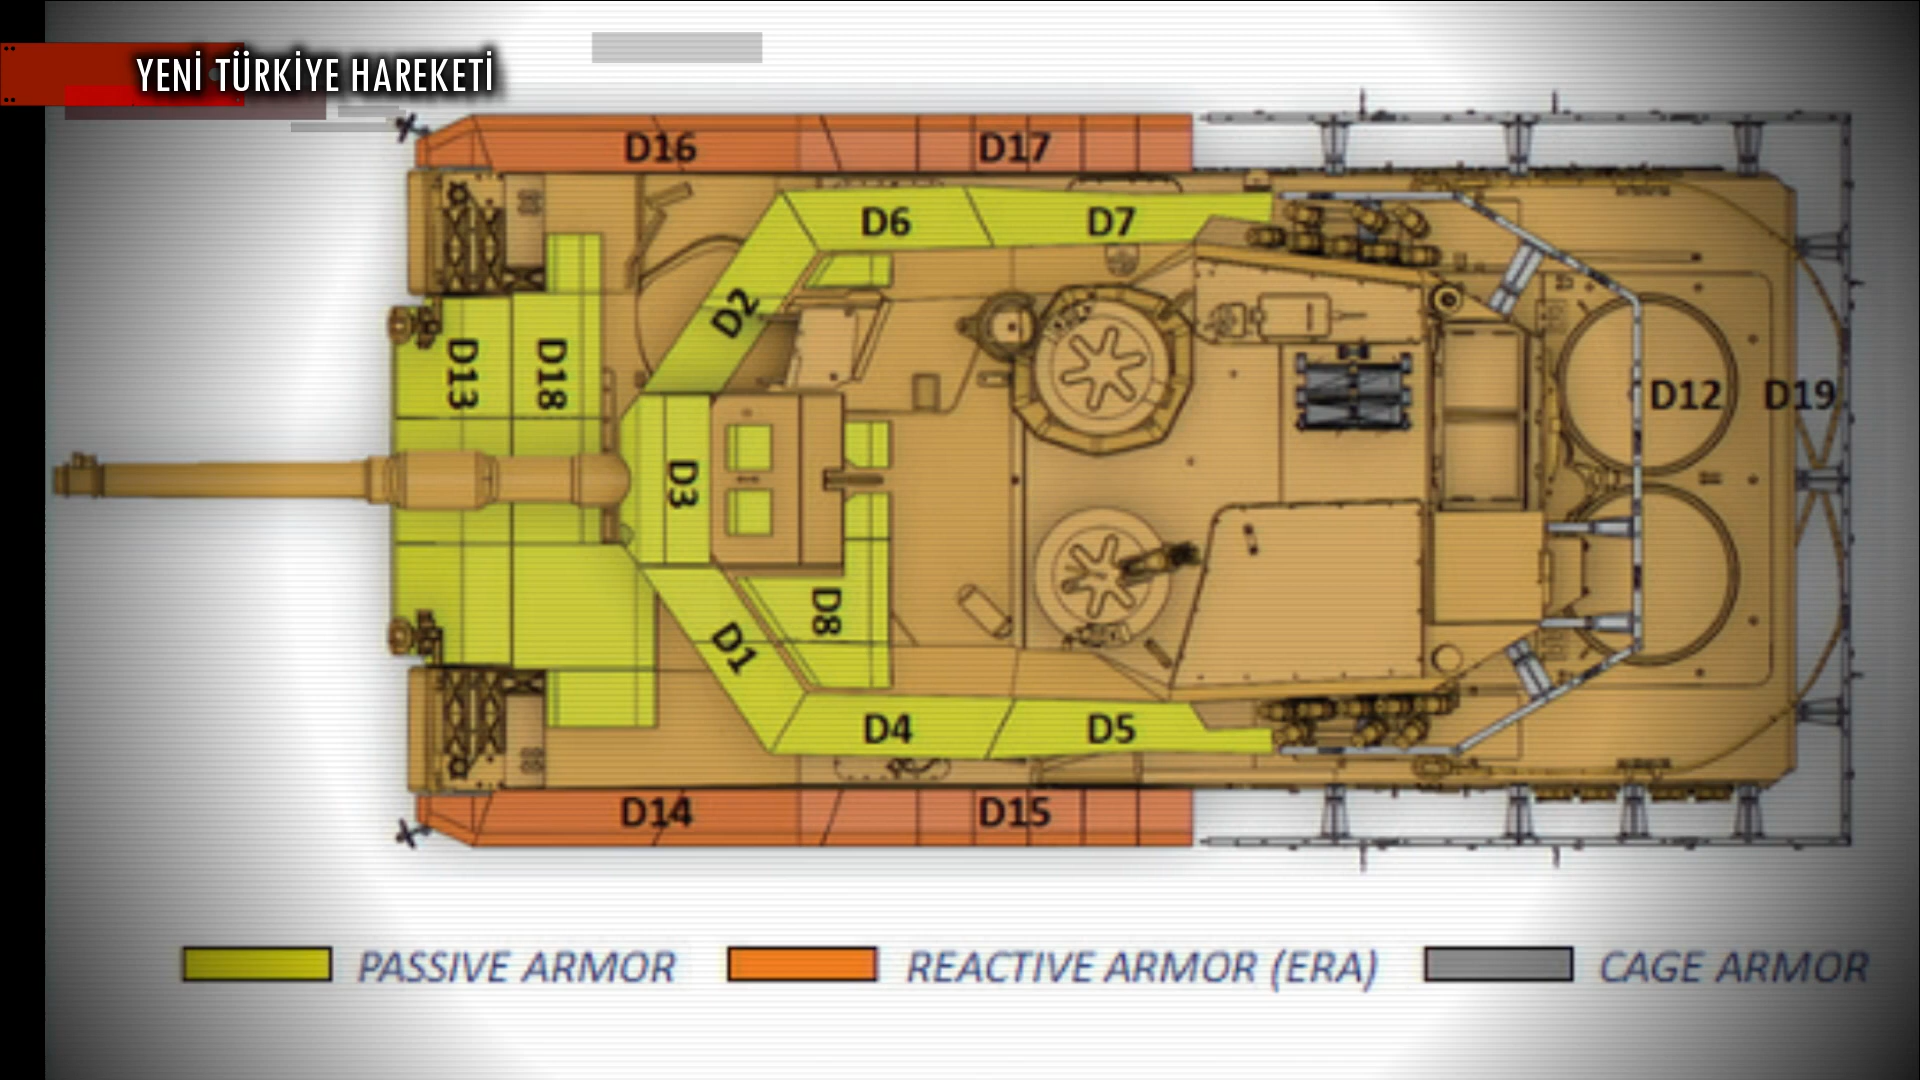 YENİ TÜRKİYE HAREKETİ
D16
D17
D6
D7
D2
D13
D18
D12
D19
D3
D8
D1
D4
D5
D14
D15
PASSIVE ARMOR
REACTIVE ARMOR (ERA)
CAGE ARMOR